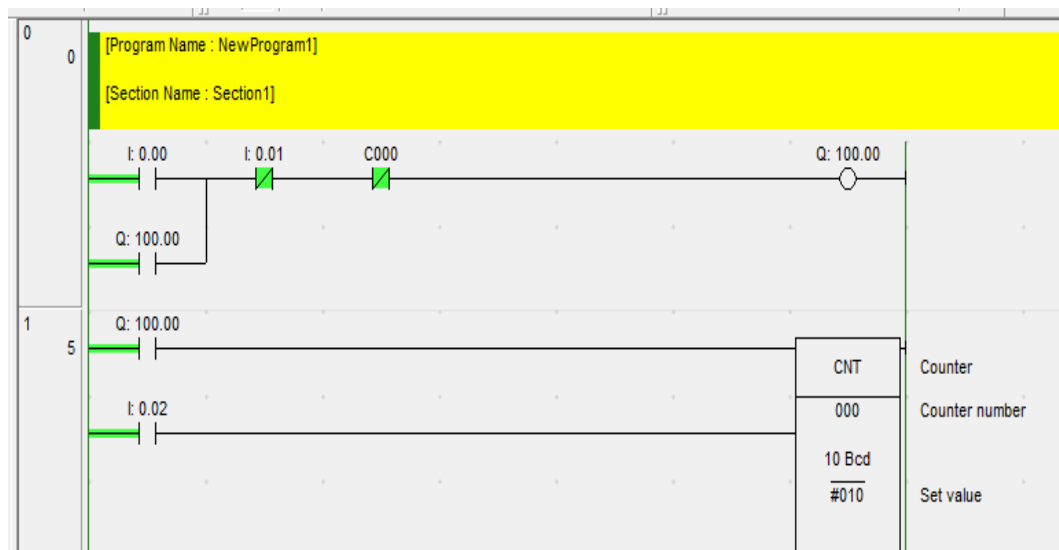 0
0
[Program Name : NewProgram1]
[Section Name : Section1]
I: 0.00 I: 0.01 C000 Q: 100.00
Q: 100.00
1
5
Q: 100.00
CNT Counter
I: 0.02
000 Counter number
10 Bcd
#010 Set value